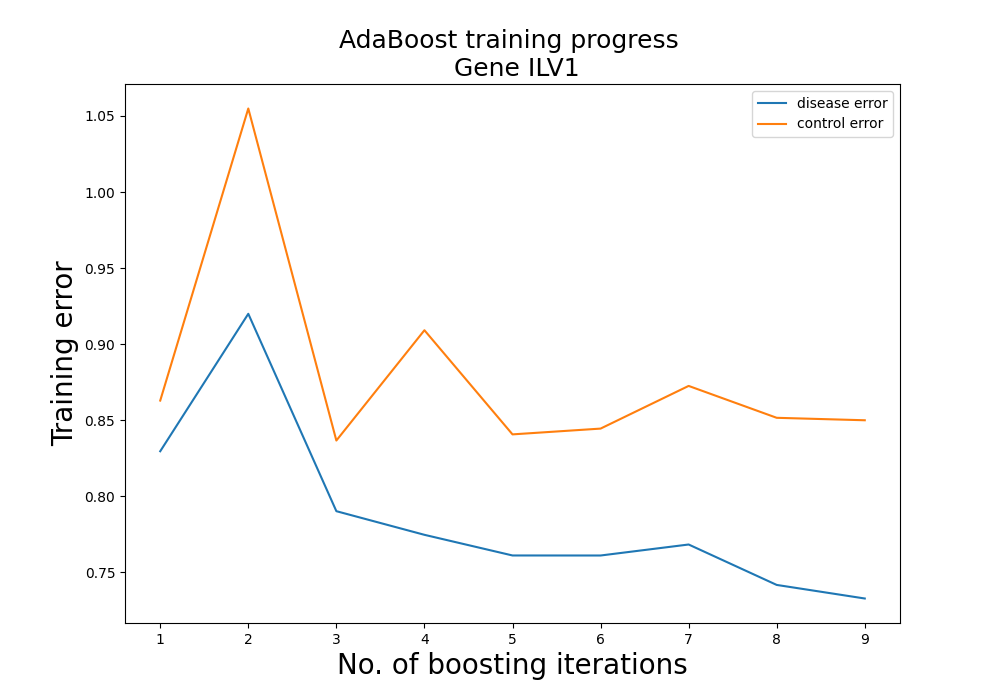 AdaBoost training progress
Gene ILV1
disease error
control error
Training error
1.05
1.00
0.95
0.90
0.85
0.80
0.75
1 2 3 4 5 6 7 8 9
No. of boosting iterations